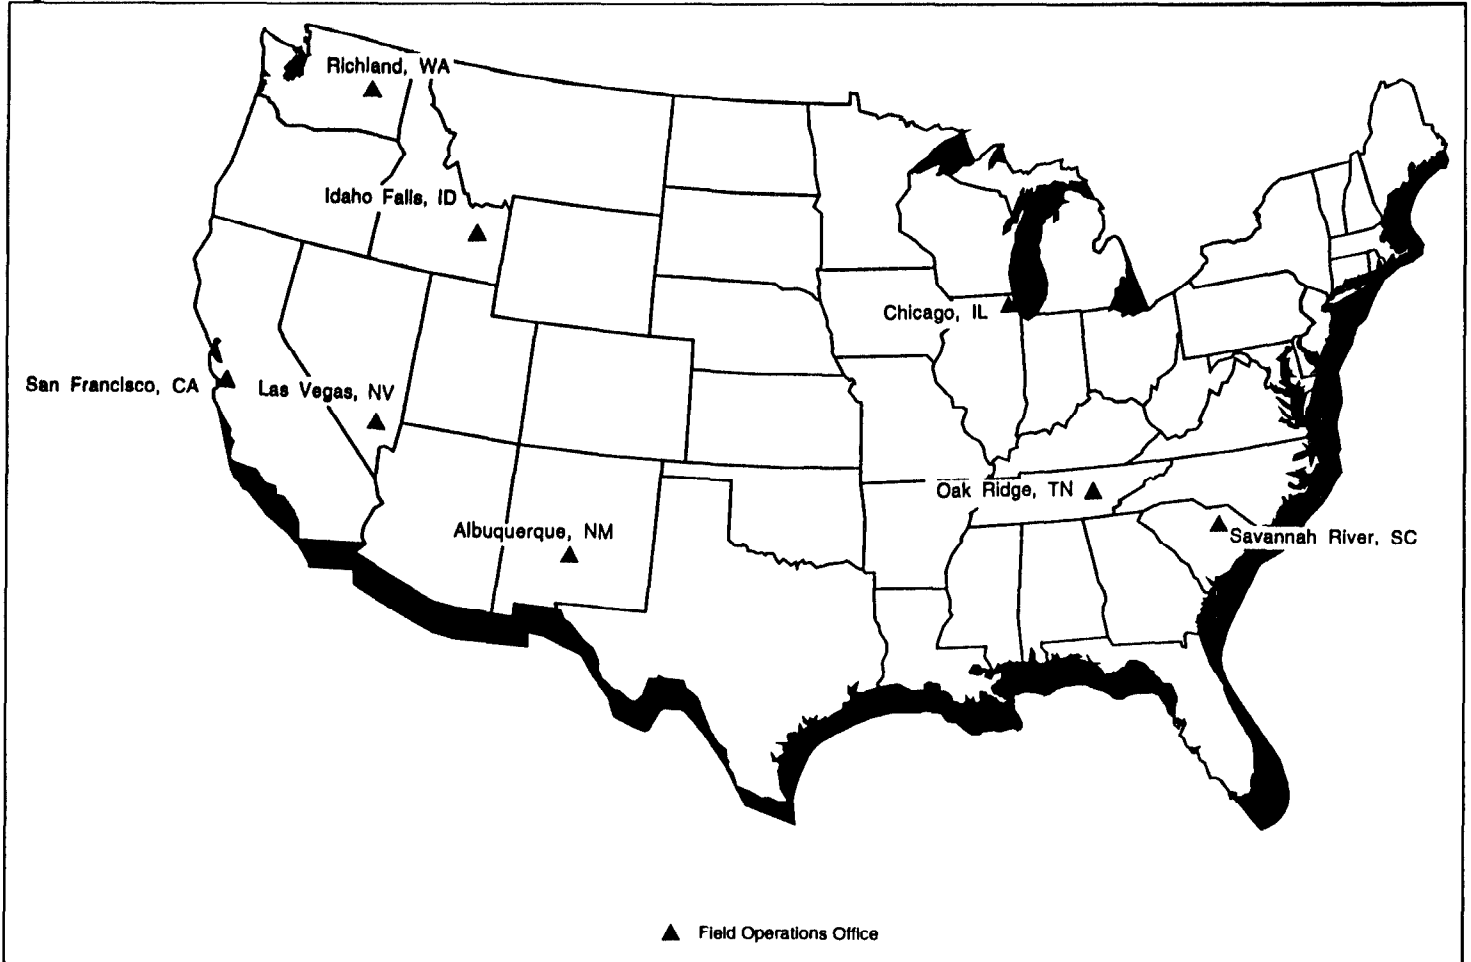 Richland, WA
Idaho Falls, ID
Chicago, IL
San Francisco, CA
Las Vegas, NV
Oak Ridge, TN
Albuquerque, NM
Savannah River, SC
Field Operations Office